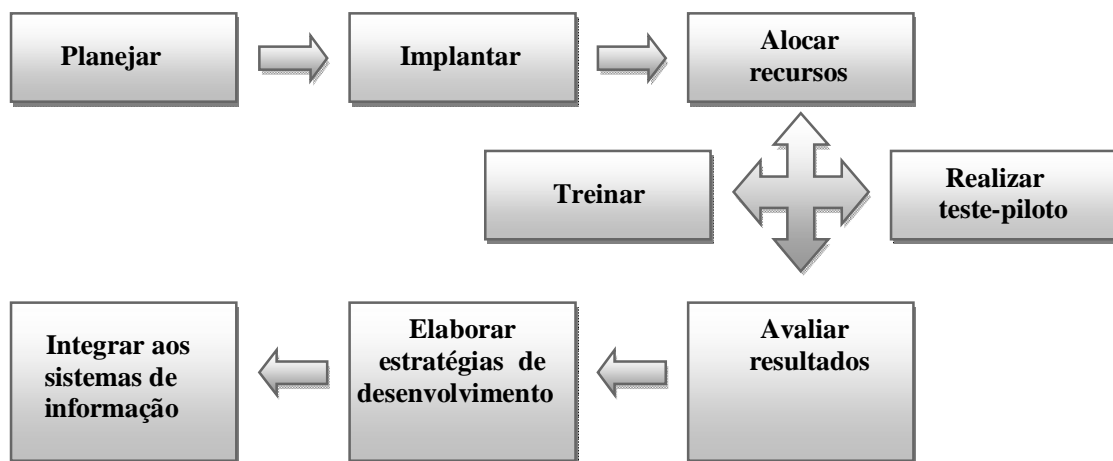 Planejar
Implantar
Alocar
recursos
Treinar
Realizar
teste-piloto
Integrar aos
sistemas de
informação
Elaborar
estratégias de
desenvolvimento
Avaliar
resultados